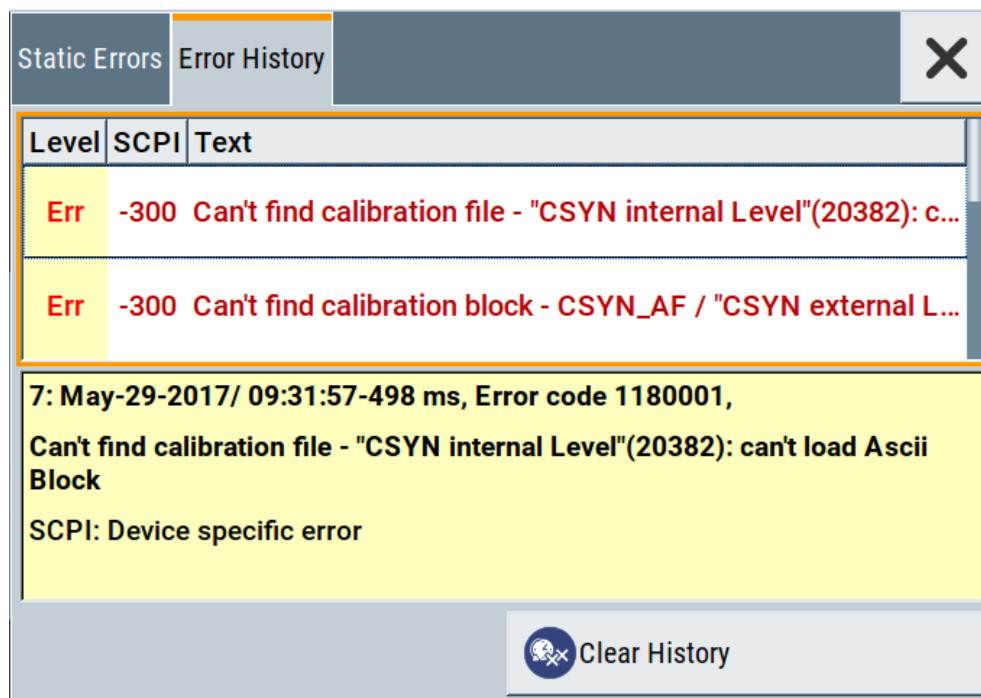 Static Errors Error History
Level SCPI Text
Err -300 Can't find calibration file - "CSYN internal Level"(20382): c...
Err -300 Can't find calibration block - CSYN_AF / "CSYN external L...
7: May-29-2017/ 09:31:57-498 ms, Error code 1180001,
Can't find calibration file - "CSYN internal Level"(20382): can't load Ascii
Block
SCPI: Device specific error
Clear History